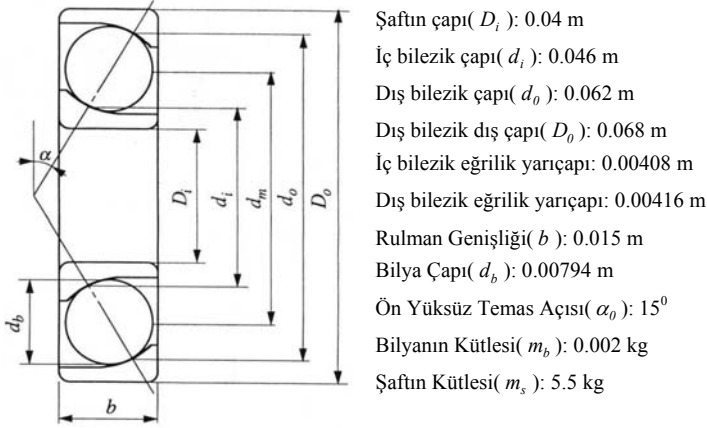 Şaftın çapı( D_i ): 0.04 m
İç bilezik çapı( d_i ): 0.046 m
Dış bilezik çapı( d_0 ): 0.062 m
Dış bilezik dış çapı( D_0 ): 0.068 m
İç bilezik eğrilik yarıçapı: 0.00408 m
Dış bilezik eğrilik yarıçapı: 0.00416 m
Rulman Genişliği( b ): 0.015 m
Bilya Çapı( d_b ): 0.00794 m
Ön Yüksüz Temas Açısı( α_0 ): 15⁰
Bilyanın Kütlesi( m_b ): 0.002 kg
Şaftın Kütlesi( m_s ): 5.5 kg
α
D_i
d_i
d_m
d_o
D_o
d_b
b